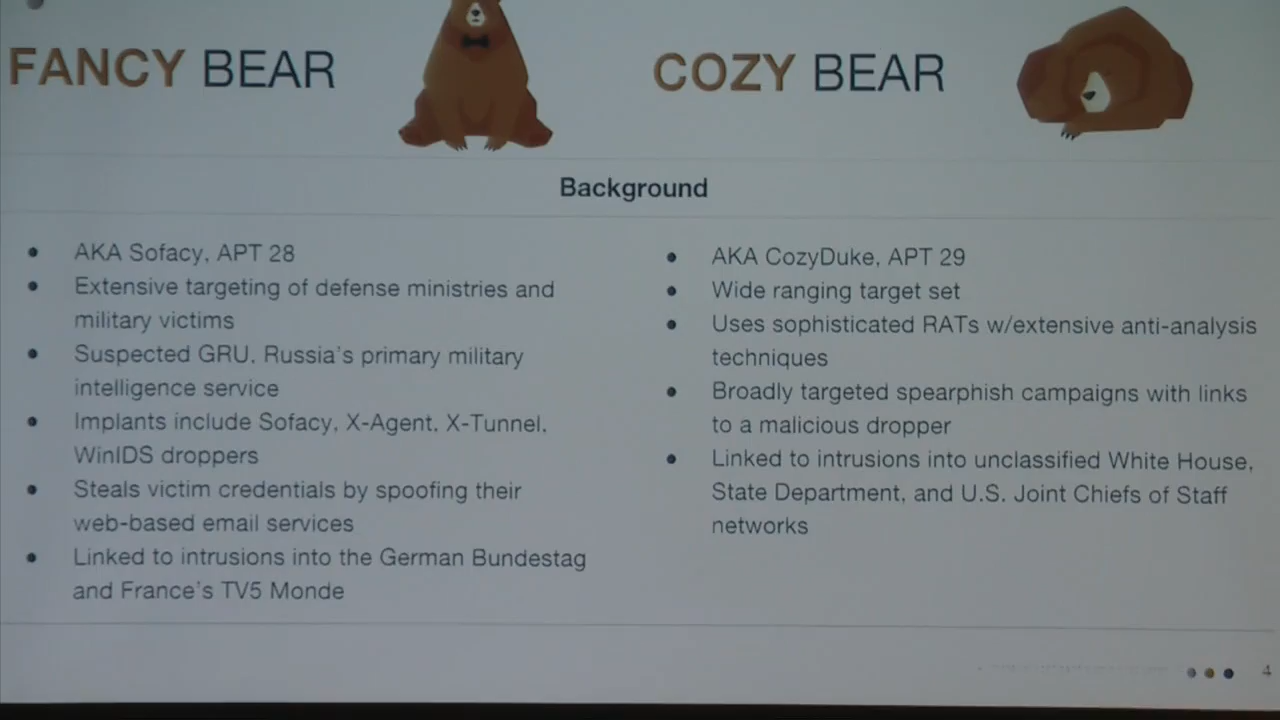 FANCY BEAR
COZY BEAR
Background
• AKA Sofacy, APT 28
• Extensive targeting of defense ministries and
military victims
• Suspected GRU, Russia's primary military
intelligence service
• Implants include Sofacy, X-Agent, X-Tunnel,
WinIDS droppers
• Steals victim credentials by spoofing their
web-based email services
• Linked to intrusions into the German Bundestag
and France's TV5 Monde
• AKA CozyDuke, APT 29
• Wide ranging target set
• Uses sophisticated RATs w/extensive anti-analysis
techniques
• Broadly targeted spearphish campaigns with links
to a malicious dropper
• Linked to intrusions into unclassified White House,
State Department, and U.S. Joint Chiefs of Staff
networks
4